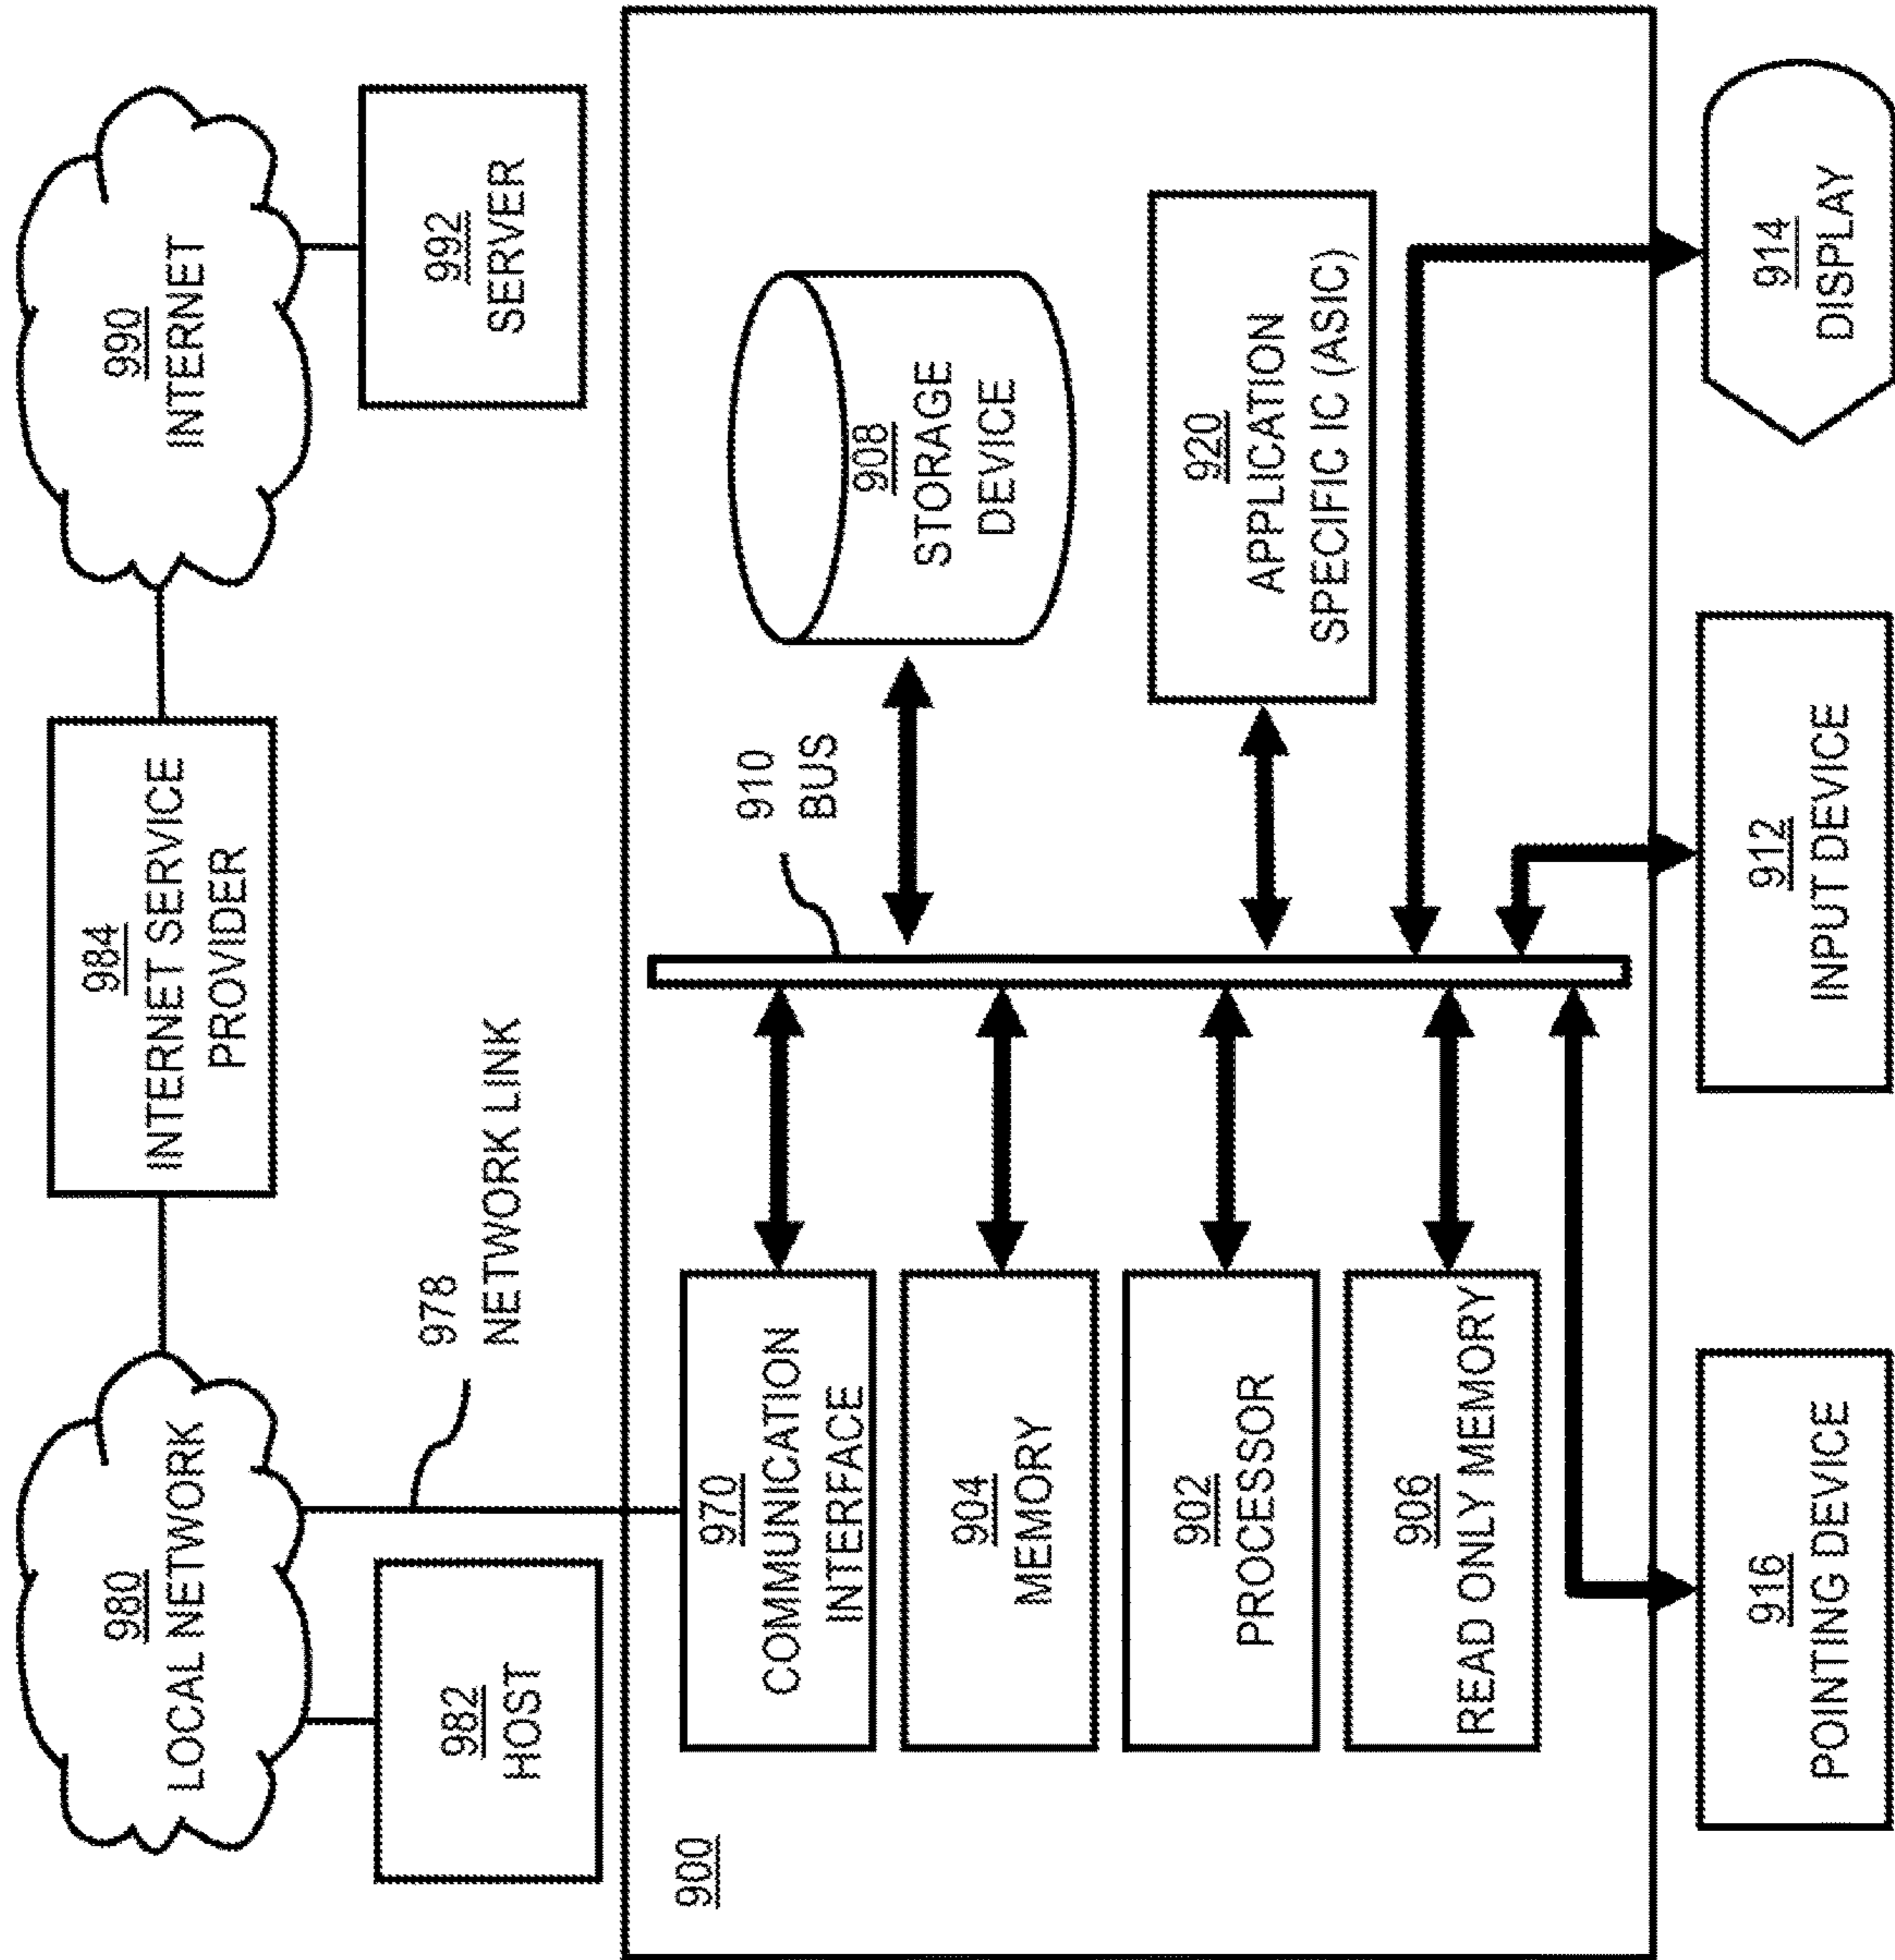 980
LOCAL NETWORK
984
INTERNET SERVICE
PROVIDER
990
INTERNET
982
HOST
978
NETWORK LINK
992
SERVER
900
970
COMMUNICATION
INTERFACE
910
BUS
908
STORAGE
DEVICE
904
MEMORY
902
PROCESSOR
920
APPLICATION
SPECIFIC IC (ASIC)
906
READ ONLY MEMORY
916
POINTING DEVICE
912
INPUT DEVICE
914
DISPLAY